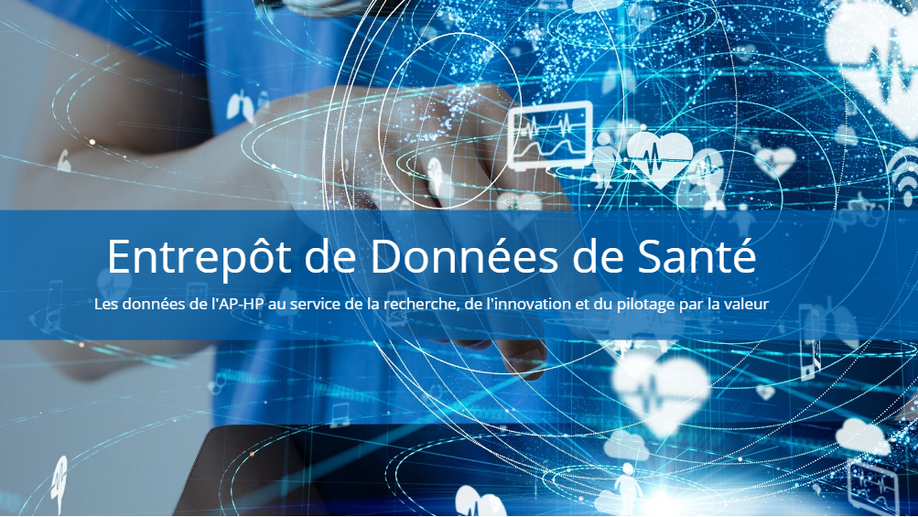 Entrepôt de Données de Santé
Les données de l'AP-HP au service de la recherche, de l'innovation et du pilotage par la valeur